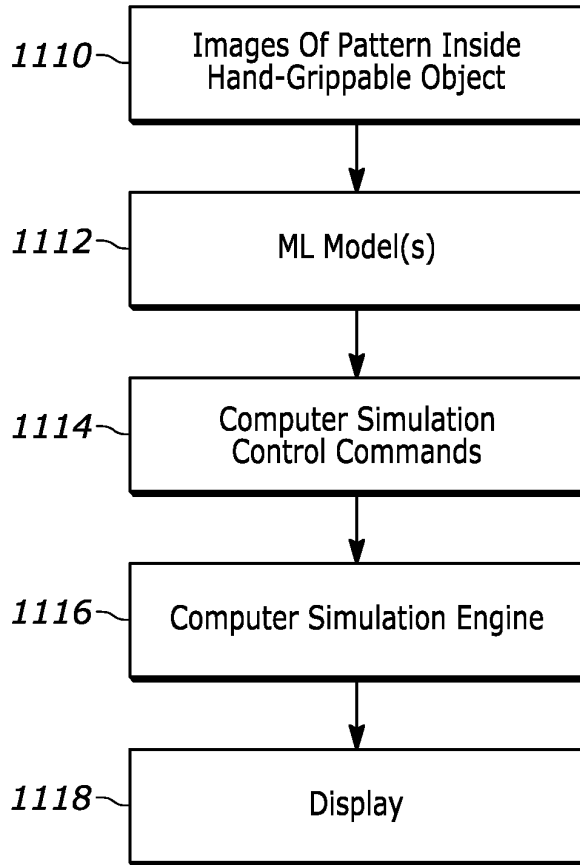 1110
Images Of Pattern Inside
Hand-Grippable Object
1112
ML Model(s)
1114
Computer Simulation
Control Commands
1116
Computer Simulation Engine
1118
Display